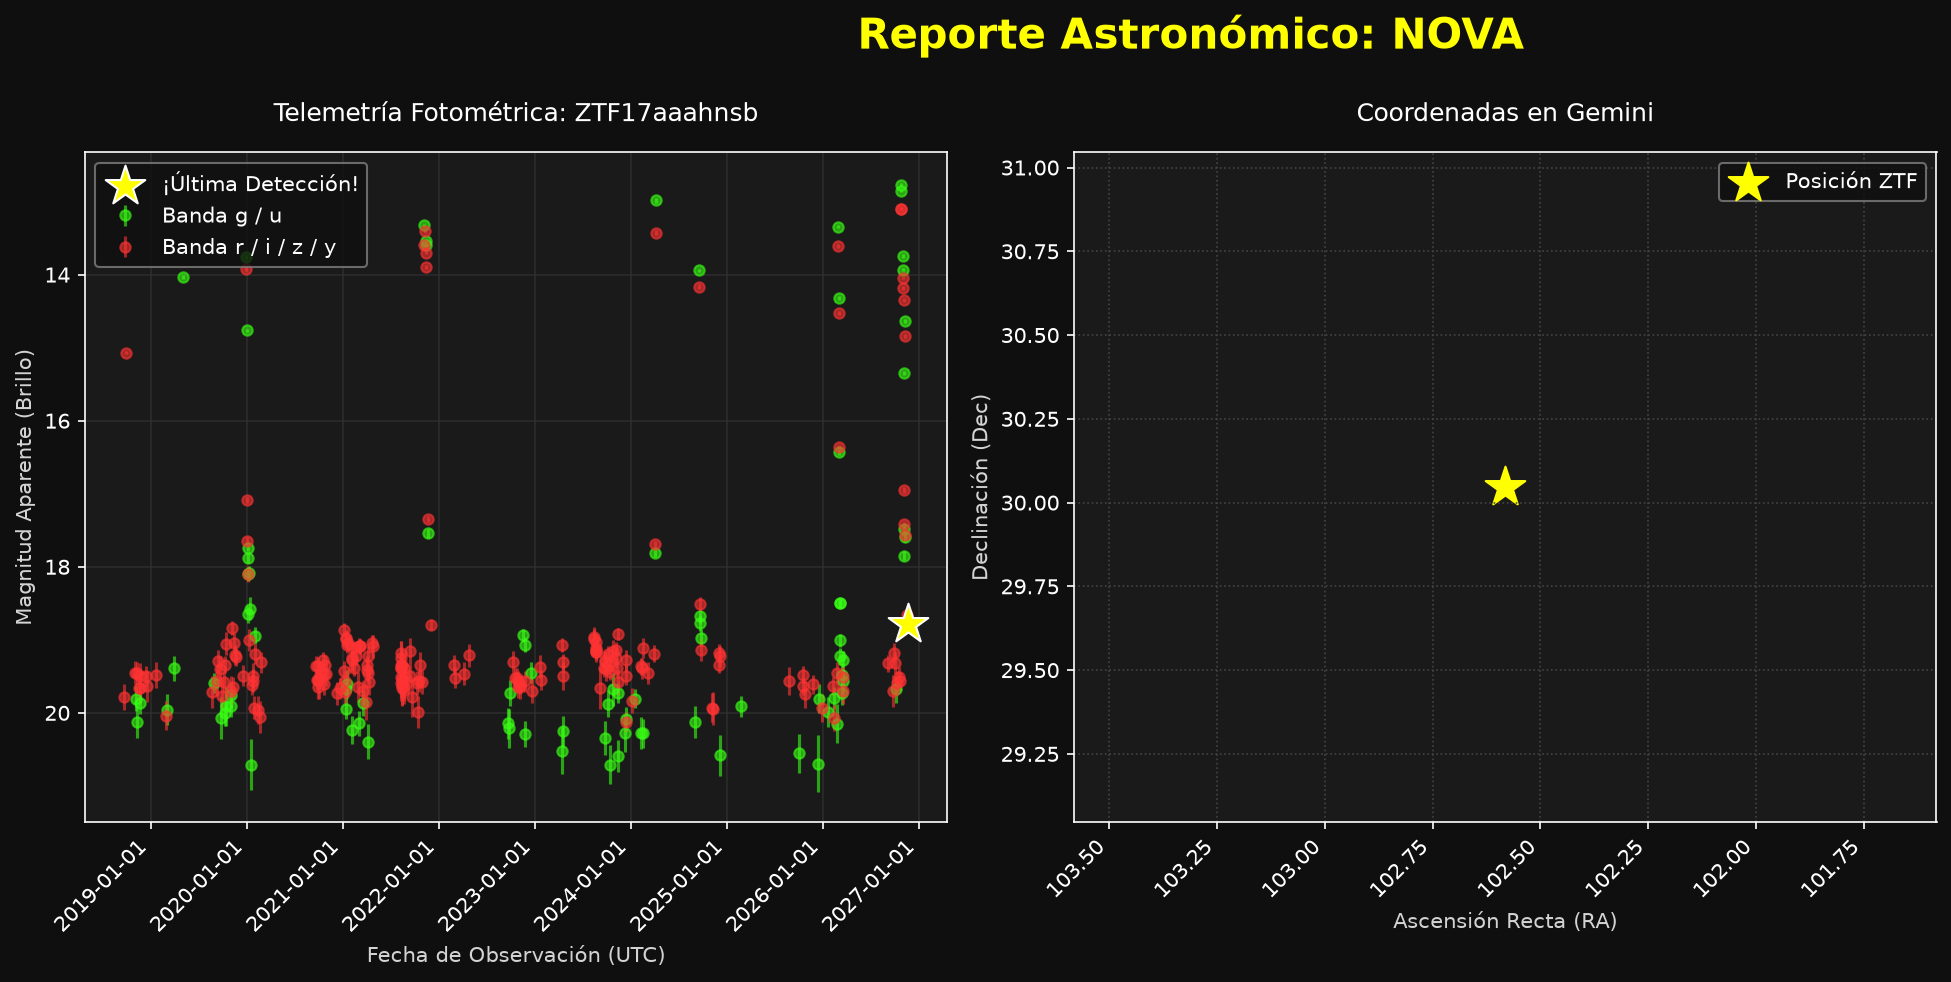 Reporte Astronómico: NOVA
Telemetría Fotométrica: ZTF17aaahnsb
¡Última Detección!
Banda g / u
Banda r / i / z / y
Magnitud Aparente (Brillo)
14
16
18
20
2019-01-01
2020-01-01
2021-01-01
2022-01-01
2023-01-01
2024-01-01
2025-01-01
2026-01-01
2027-01-01
Fecha de Observación (UTC)
Coordenadas en Gemini
Posición ZTF
Declinación (Dec)
31.00
30.75
30.50
30.25
30.00
29.75
29.50
29.25
103.50
103.25
103.00
102.75
102.50
102.25
102.00
101.75
Ascensión Recta (RA)